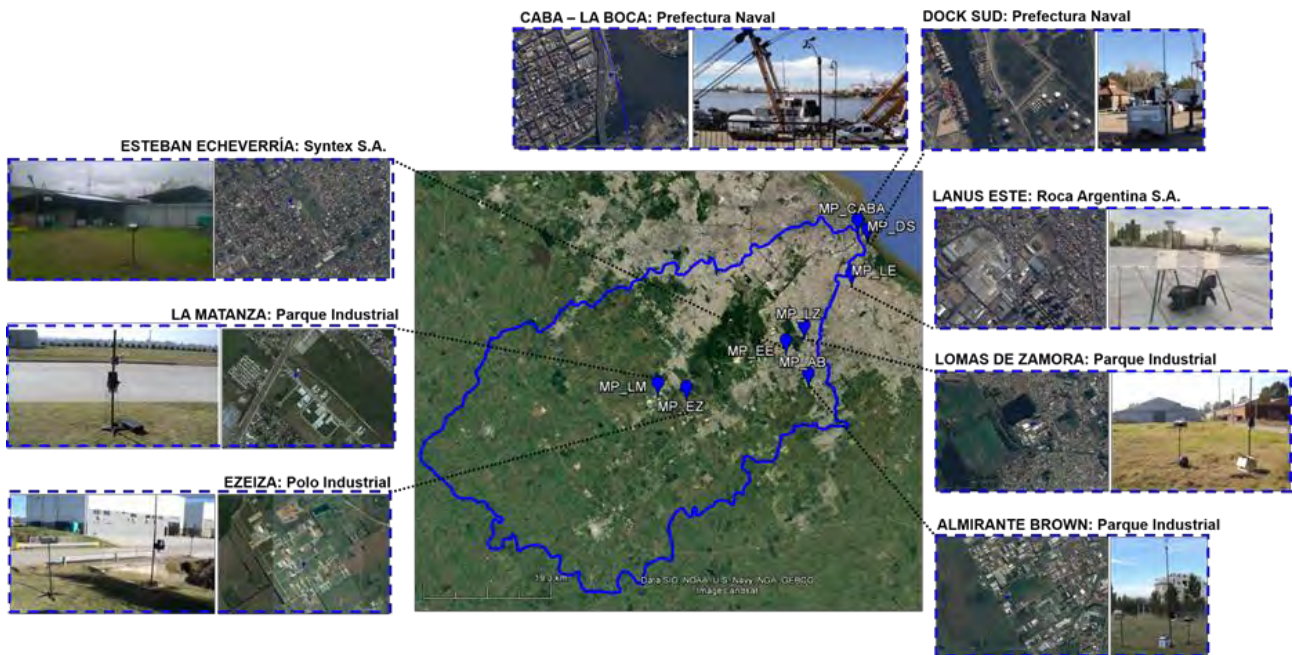 CABA – LA BOCA: Prefectura Naval
DOCK SUD: Prefectura Naval
ESTEBAN ECHEVERRÍA: Syntex S.A.
LANUS ESTE: Roca Argentina S.A.
LA MATANZA: Parque Industrial
LOMAS DE ZAMORA: Parque Industrial
EZEIZA: Polo Industrial
ALMIRANTE BROWN: Parque Industrial
MP_CABA
MP_DS
MP_LE
MP_LZ
MP_EE
MP_AB
MP_LM
MP_EZ
Data SIO, NOAA, U.S. Navy, NGA, GEBCO
Image Landsat